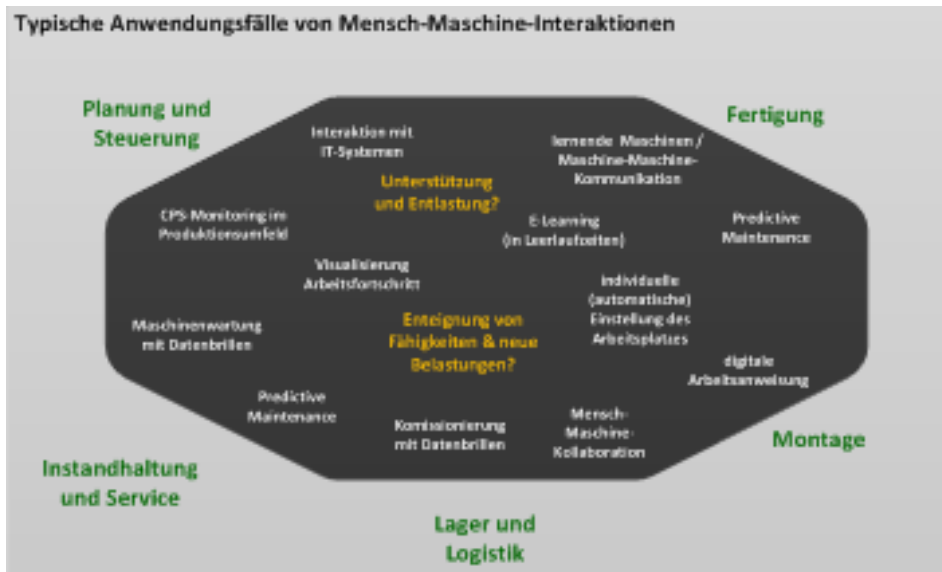 Typische Anwendungsfälle von Mensch-Maschine-Interaktionen
Planung und
Steuerung
Fertigung
Interaktion mit
IT-Systemen
lernende Maschinen /
Maschine-Maschine-
Kommunikation
Unterstützung
und Entlastung?
CPS-Monitoring im
Produktionsumfeld
E-Learning
(in Leerlaufzeiten)
Predictive
Maintenance
Visualisierung
Arbeitsfortschritt
individuelle
(automatische)
Einstellung des
Arbeitsplatzes
Maschinenwartung
mit Datenbrillen
Enteignung von
Fähigkeiten & neue
Belastungen?
digitale
Arbeitsanweisung
Predictive
Maintenance
Komissionierung
mit Datenbrillen
Mensch-
Maschine-
Kollaboration
Montage
Instandhaltung
und Service
Lager und
Logistik